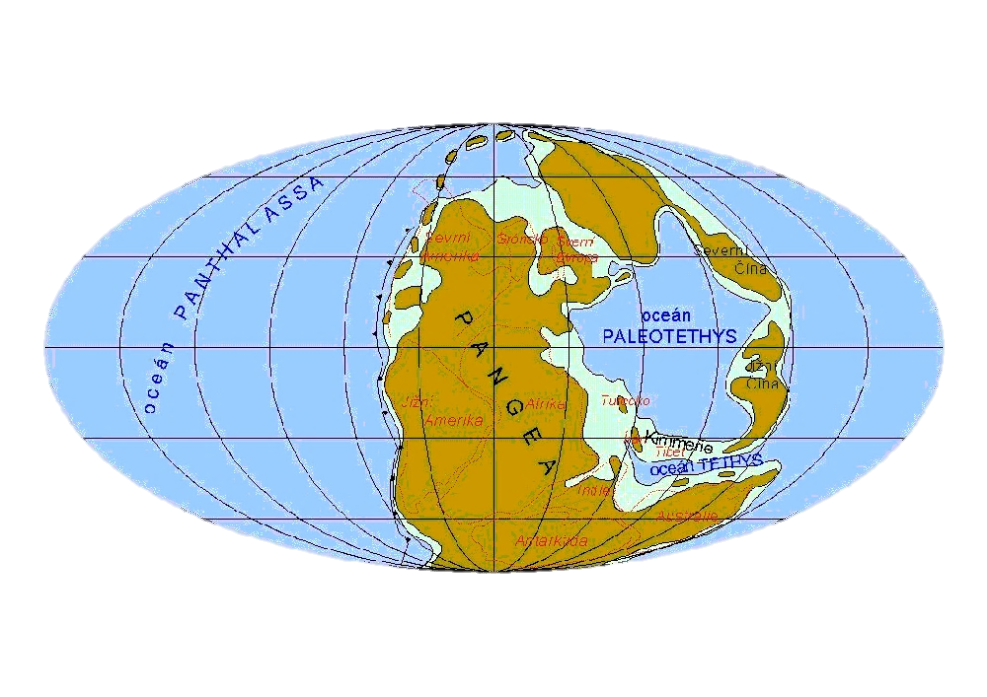 oceán PANTHALASSA
Severní
Amerika
Grónsko
Severní
Evropa
Severní
Čína
oceán
PALEOTETHYS
PANGEA
Jižní
Čína
Jižní
Amerika
Afrika
Turecko
Kimmerie
Tibet
oceán TETHYS
Indie
Austrálie
Antarktida